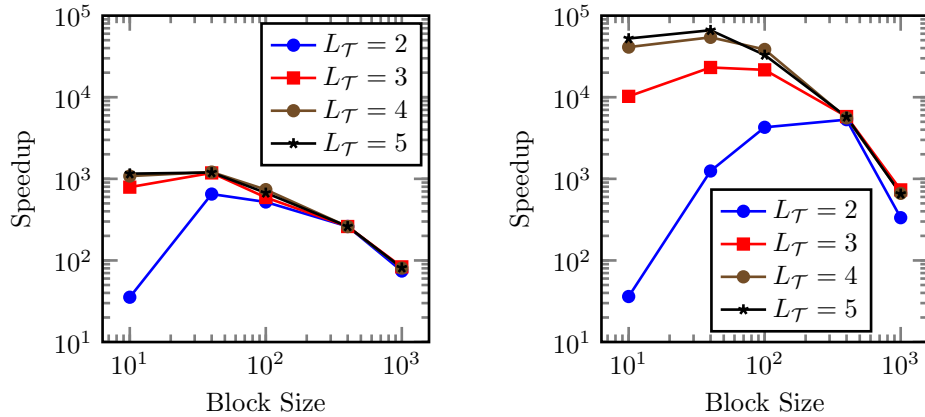 10^5
10^4
10^3
10^2
10^1
Speedup
L_𝒯 = 2
L_𝒯 = 3
L_𝒯 = 4
L_𝒯 = 5
10^1 10^2 10^3
Block Size
10^5
10^4
10^3
10^2
10^1
Speedup
L_𝒯 = 2
L_𝒯 = 3
L_𝒯 = 4
L_𝒯 = 5
10^1 10^2 10^3
Block Size